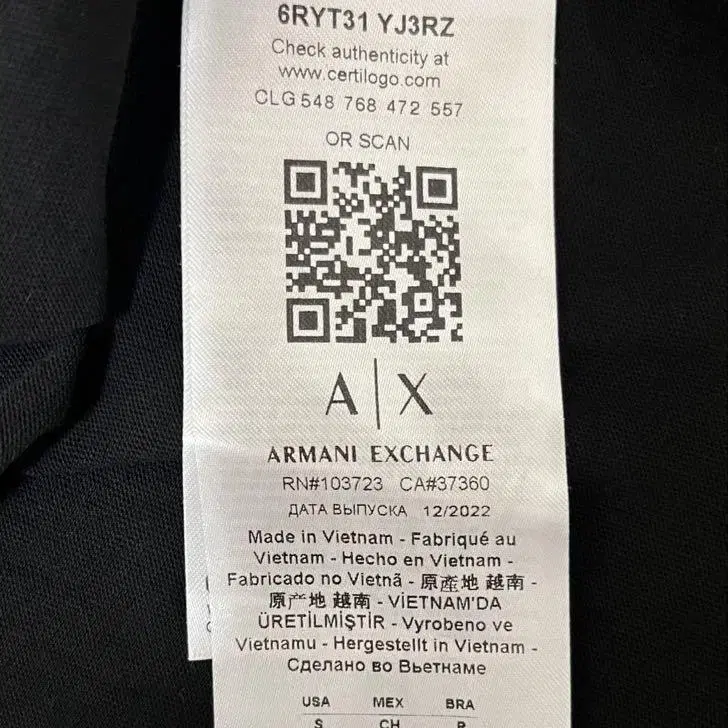 6RYT31 YJ3RZ
Check authenticity at
www.certilogo.com
CLG 548 768 472 557
OR SCAN
A|X
ARMANI EXCHANGE
RN#103723 CA#37360
ДАТА ВЫПУСКА 12/2022
Made in Vietnam - Fabriqué au
Vietnam - Hecho en Vietnam -
Fabricado no Vietnã - 原產地 越南 -
原产地 越南 - VİETNAM'DA
ÜRETİLMİŞTİR - Vyrobeno ve
Vietnamu - Hergestellt in Vietnam -
Сделано во Вьетнаме
USA MEX BRA
S CH P